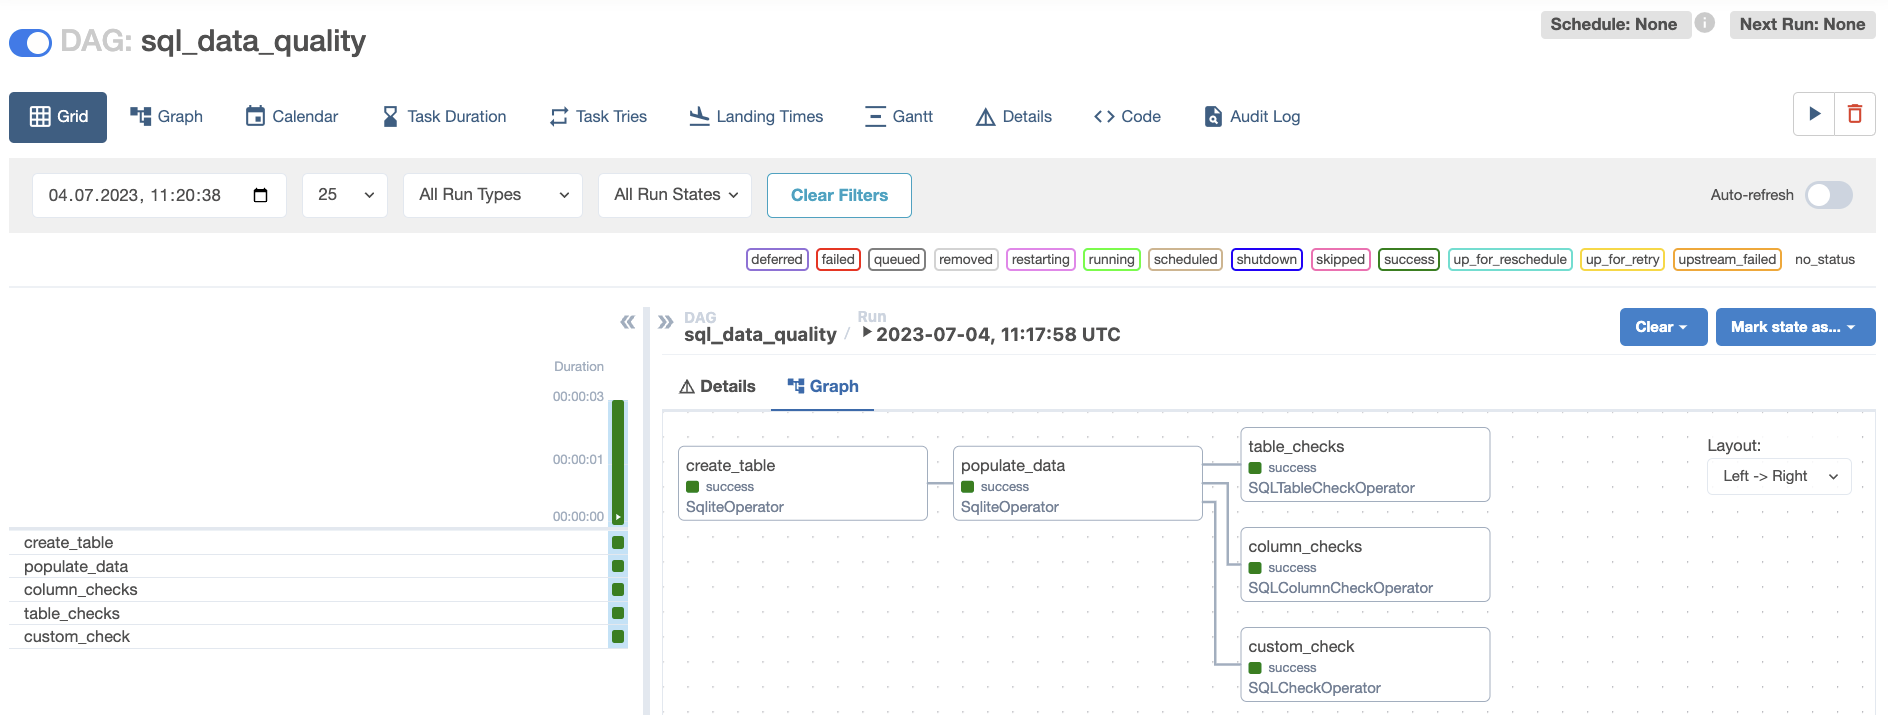 DAG: sql_data_quality
Schedule: None
Next Run: None
Grid
Graph
Calendar
Task Duration
Task Tries
Landing Times
Gantt
Details
Code
Audit Log
04.07.2023, 11:20:38
25
All Run Types
All Run States
Clear Filters
Auto-refresh
deferred
failed
queued
removed
restarting
running
scheduled
shutdown
skipped
success
up_for_reschedule
up_for_retry
upstream_failed
no_status
Duration
00:00:03
00:00:01
00:00:00
create_table
populate_data
column_checks
table_checks
custom_check
DAG
sql_data_quality /
Run
2023-07-04, 11:17:58 UTC
Clear
Mark state as...
Details
Graph
create_table
success
SqliteOperator
populate_data
success
SqliteOperator
table_checks
success
SQLTableCheckOperator
column_checks
success
SQLColumnCheckOperator
custom_check
success
SQLCheckOperator
Layout:
Left -> Right